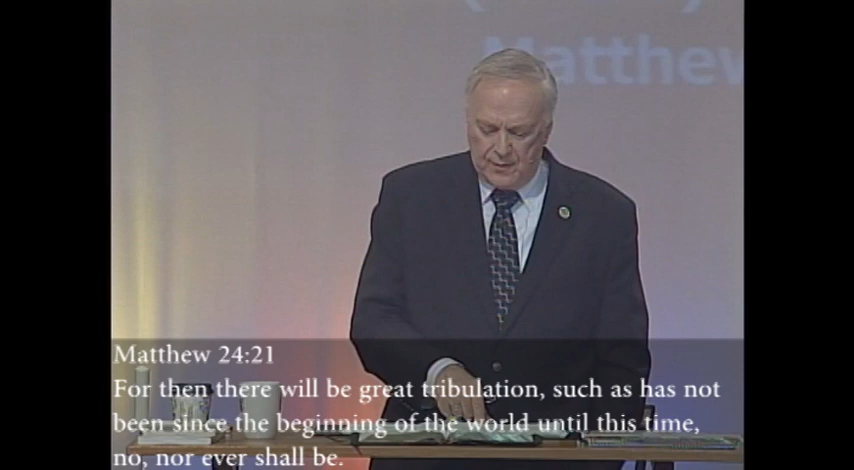 Matthew
Matthew 24:21
For then there will be great tribulation, such as has not
been since the beginning of the world until this time,
no, nor ever shall be.